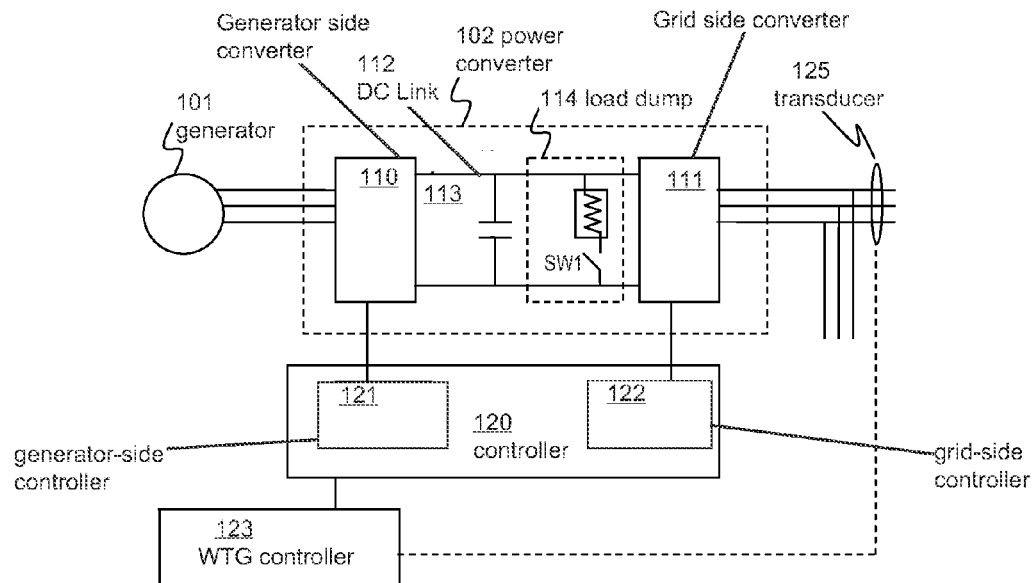 Generator side
converter
102 power
converter
Grid side converter
112
DC Link
114 load dump
125
transducer
101
generator
110
113
111
SW1
121
122
120
controller
generator-side
controller
grid-side
controller
123
WTG controller